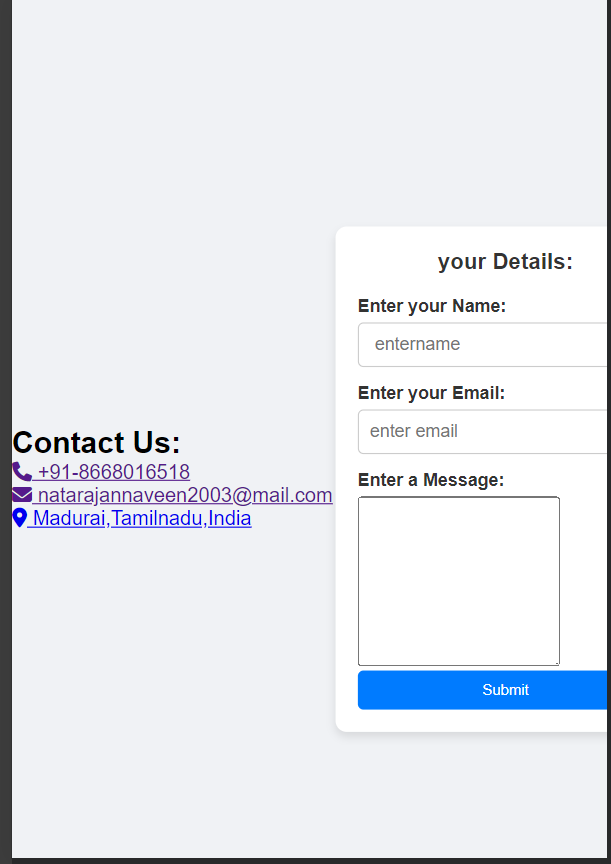 your Details:
Enter your Name:
entername
Enter your Email:
enter email
Contact Us:
+91-8668016518
natarajannaveen2003@mail.com
Madurai,Tamilnadu,India
Enter a Message:
Submit